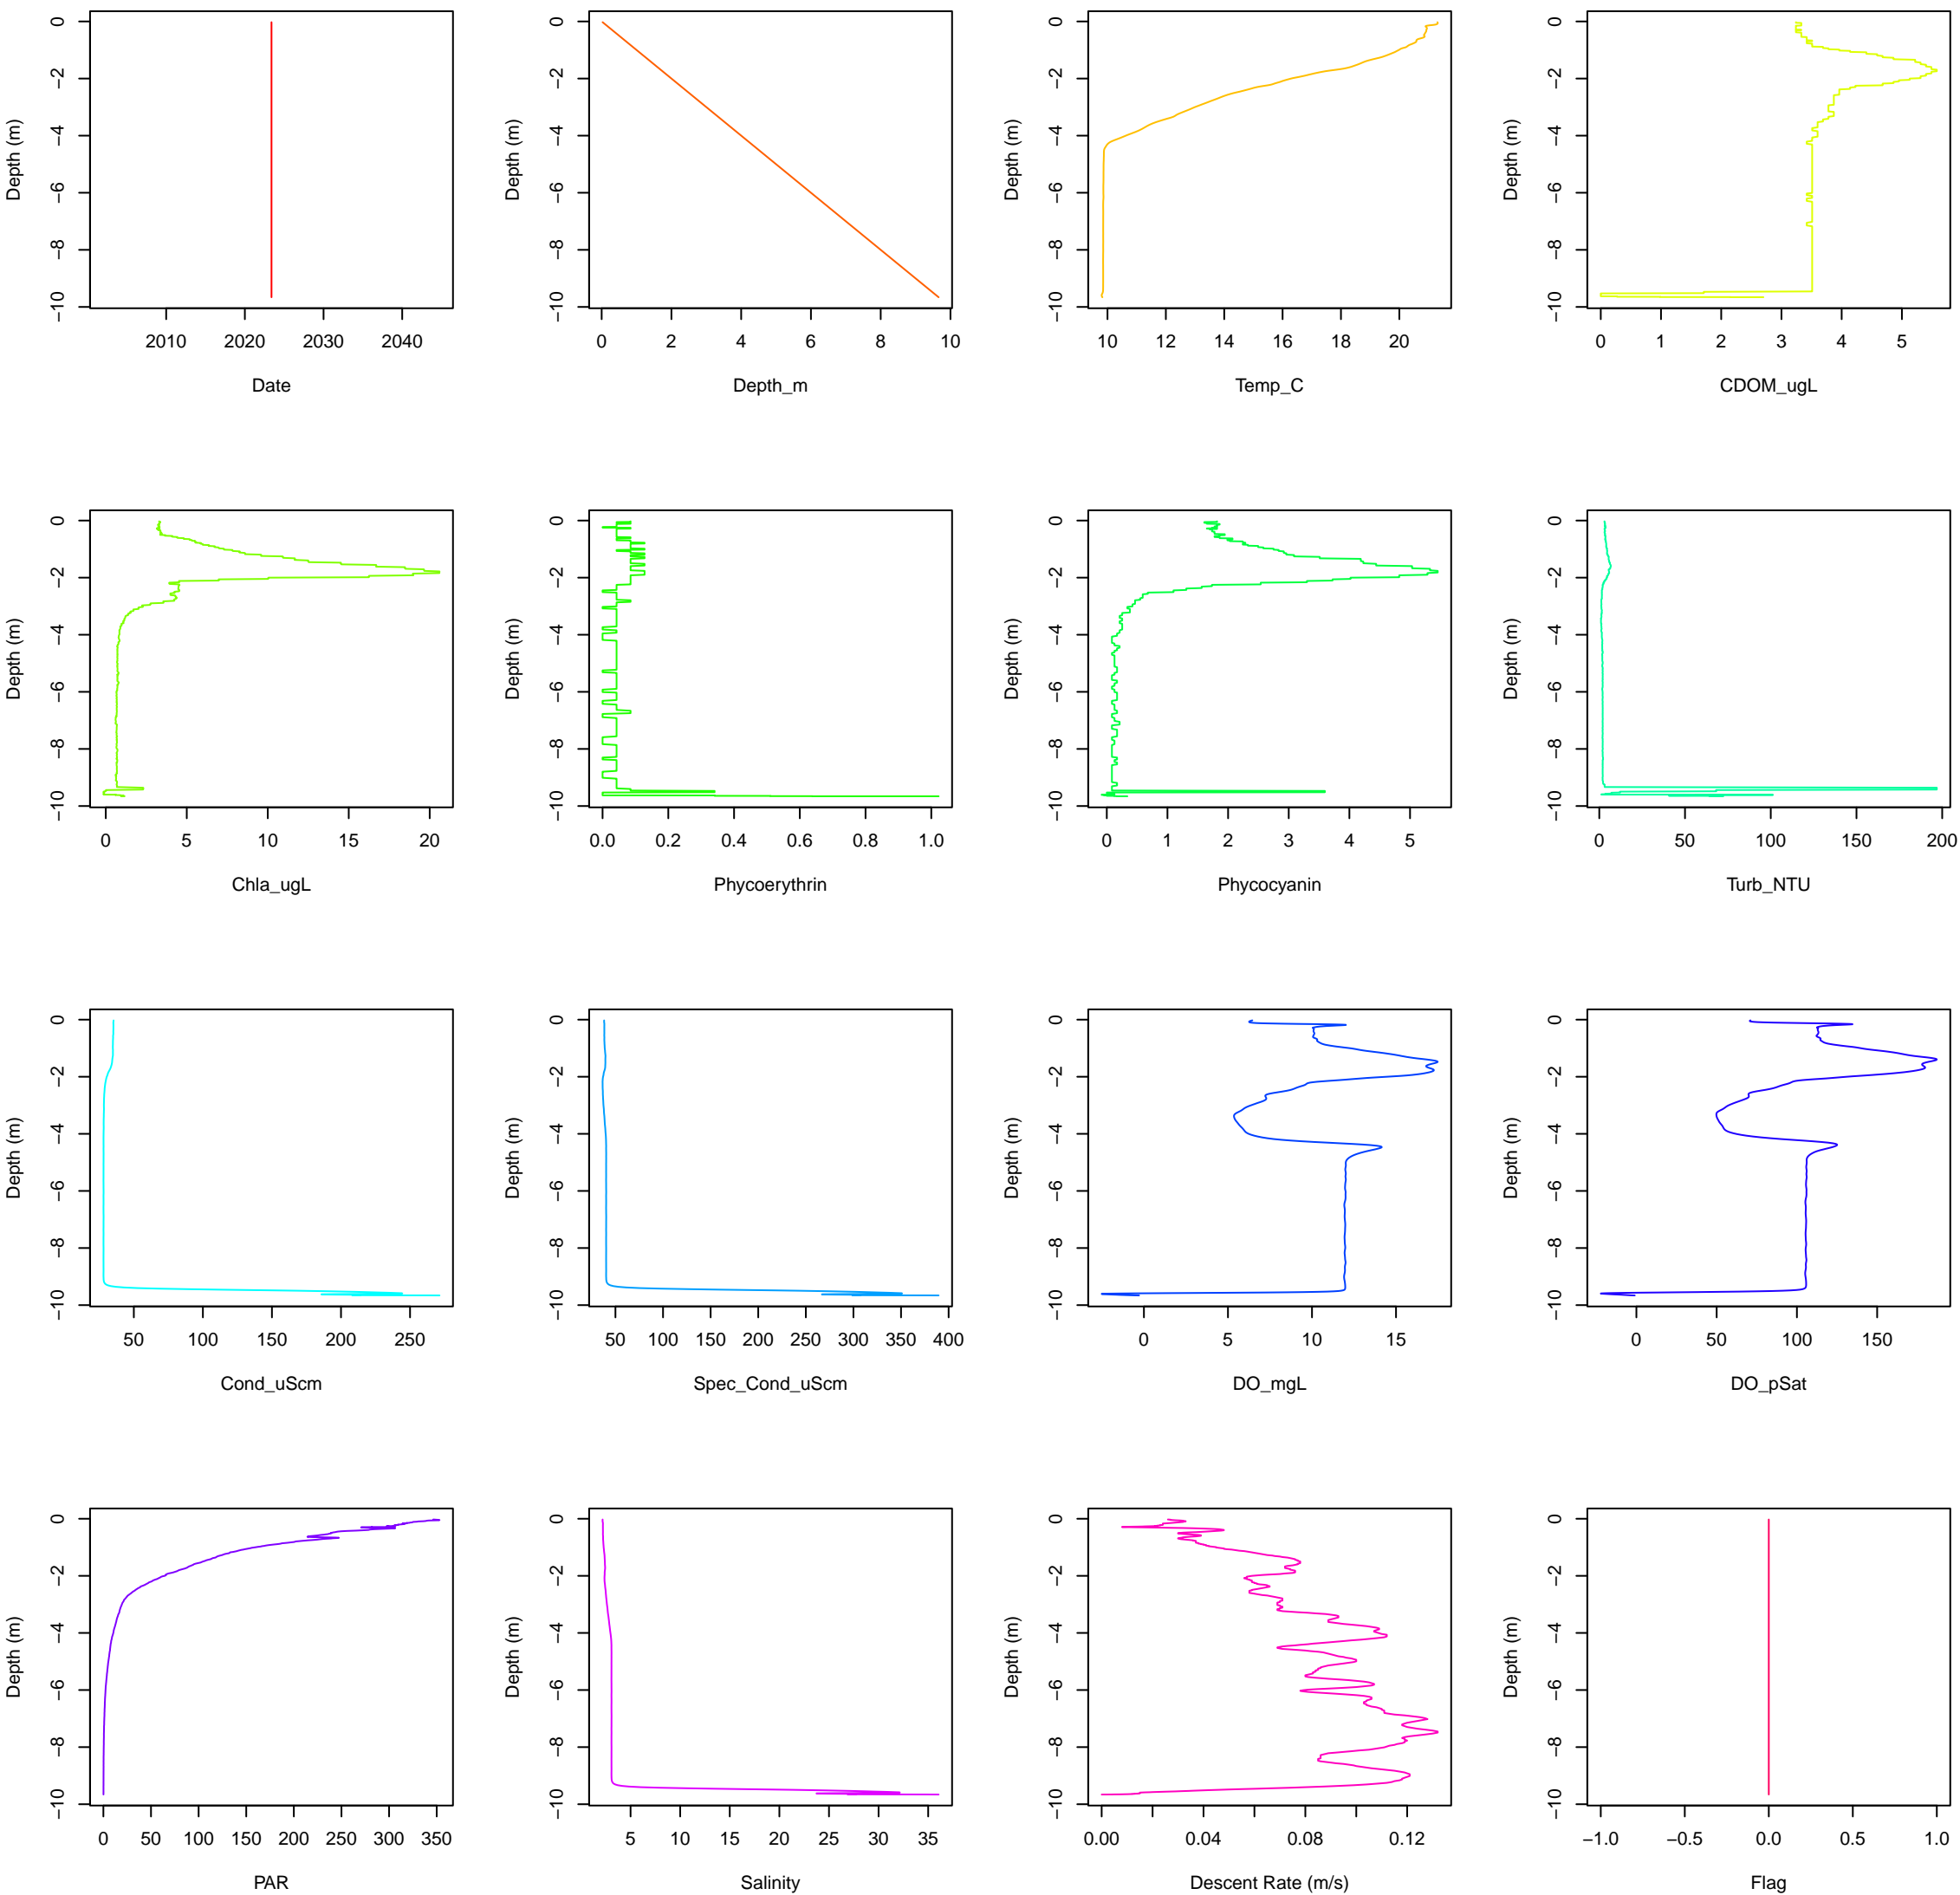 Depth (m)
−10 −8 −6 −4 −2 0
2010 2020 2030 2040
Date
Depth (m)
−10 −8 −6 −4 −2 0
0 2 4 6 8 10
Depth_m
Depth (m)
−10 −8 −6 −4 −2 0
10 12 14 16 18 20
Temp_C
Depth (m)
−10 −8 −6 −4 −2 0
0 1 2 3 4 5
CDOM_ugL
Depth (m)
−10 −8 −6 −4 −2 0
0 5 10 15 20
Chla_ugL
Depth (m)
−10 −8 −6 −4 −2 0
0.0 0.2 0.4 0.6 0.8 1.0
Phycoerythrin
Depth (m)
−10 −8 −6 −4 −2 0
0 1 2 3 4 5
Phycocyanin
Depth (m)
−10 −8 −6 −4 −2 0
0 50 100 150 200
Turb_NTU
Depth (m)
−10 −8 −6 −4 −2 0
50 100 150 200 250
Cond_uScm
Depth (m)
−10 −8 −6 −4 −2 0
50 100 150 200 250 300 350 400
Spec_Cond_uScm
Depth (m)
−10 −8 −6 −4 −2 0
0 5 10 15
DO_mgL
Depth (m)
−10 −8 −6 −4 −2 0
0 50 100 150
DO_pSat
Depth (m)
−10 −8 −6 −4 −2 0
0 50 100 150 200 250 300 350
PAR
Depth (m)
−10 −8 −6 −4 −2 0
5 10 15 20 25 30 35
Salinity
Depth (m)
−10 −8 −6 −4 −2 0
0.00 0.04 0.08 0.12
Descent Rate (m/s)
Depth (m)
−10 −8 −6 −4 −2 0
−1.0 −0.5 0.0 0.5 1.0
Flag